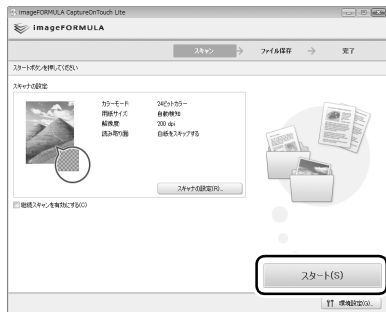 imageFORMULA CaptureOnTouch Lite
imageFORMULA
スキャン
ファイル保存
完了
スタートボタンを押してください
スキャナの設定
カラーモード 24ビットカラー
用紙サイズ 自動検知
解像度 200 dpi
読み取り面 白紙をスキップする
スキャナの設定(R)...
継続スキャンを有効にする(C)
スタート(S)
環境設定(G)...